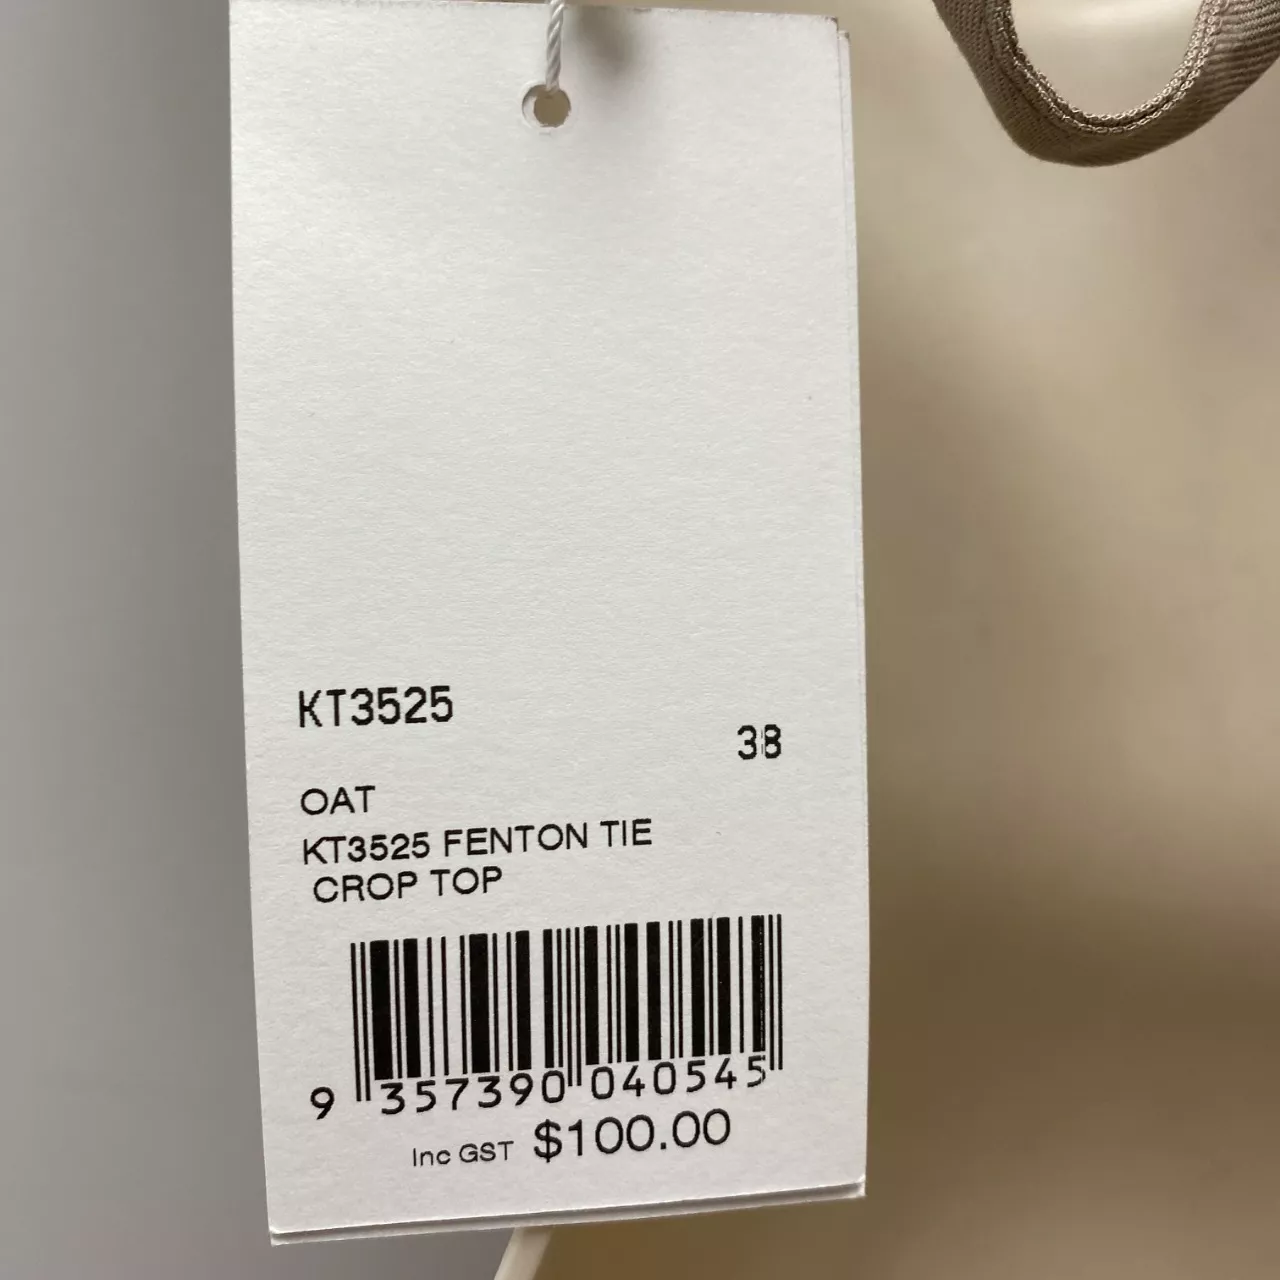 KT3525
38
OAT
KT3525 FENTON TIE
CROP TOP
9 357390 040545
Inc GST $100.00